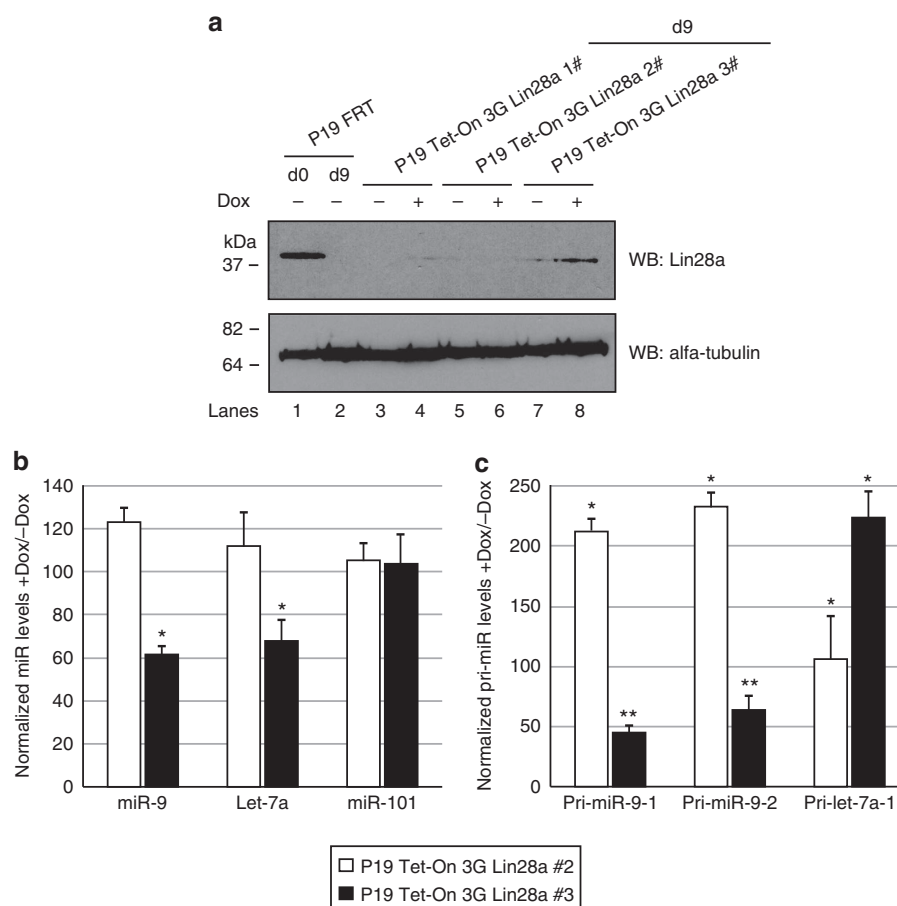 a
d9
P19 FRT
P19 Tet-On 3G Lin28a 1#
P19 Tet-On 3G Lin28a 2#
P19 Tet-On 3G Lin28a 3#
d0 d9
Dox – – – + – + – +
kDa
37 –
WB: Lin28a
82 –
64 –
WB: alfa-tubulin
Lanes 1 2 3 4 5 6 7 8
b
Normalized miR levels +Dox/–Dox
140
120
100
80
60
40
20
0
*
*
miR-9 Let-7a miR-101
c
Normalized pri-miR levels +Dox/–Dox
250
200
150
100
50
0
* ** * ** * *
Pri-miR-9-1 Pri-miR-9-2 Pri-let-7a-1
P19 Tet-On 3G Lin28a #2
P19 Tet-On 3G Lin28a #3